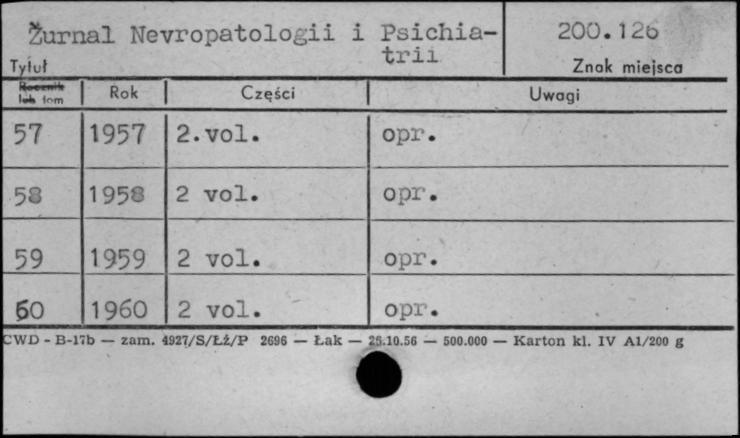 Žurnal Nevropatologii i Psichia- 200.126
trii
Tytuł Znak miejsca
Rocznik lub tom Rok Części Uwagi
57 1957 2.vol. opr.
58 1958 2 vol. opr.
59 1959 2 vol. opr.
60 1960 2 vol. opr.
CWD - B-17b — zam. 4927/S/Łż/P 2696 — Łak — 25.10.56 — 500.000 — Karton kl. IV A1/200 g